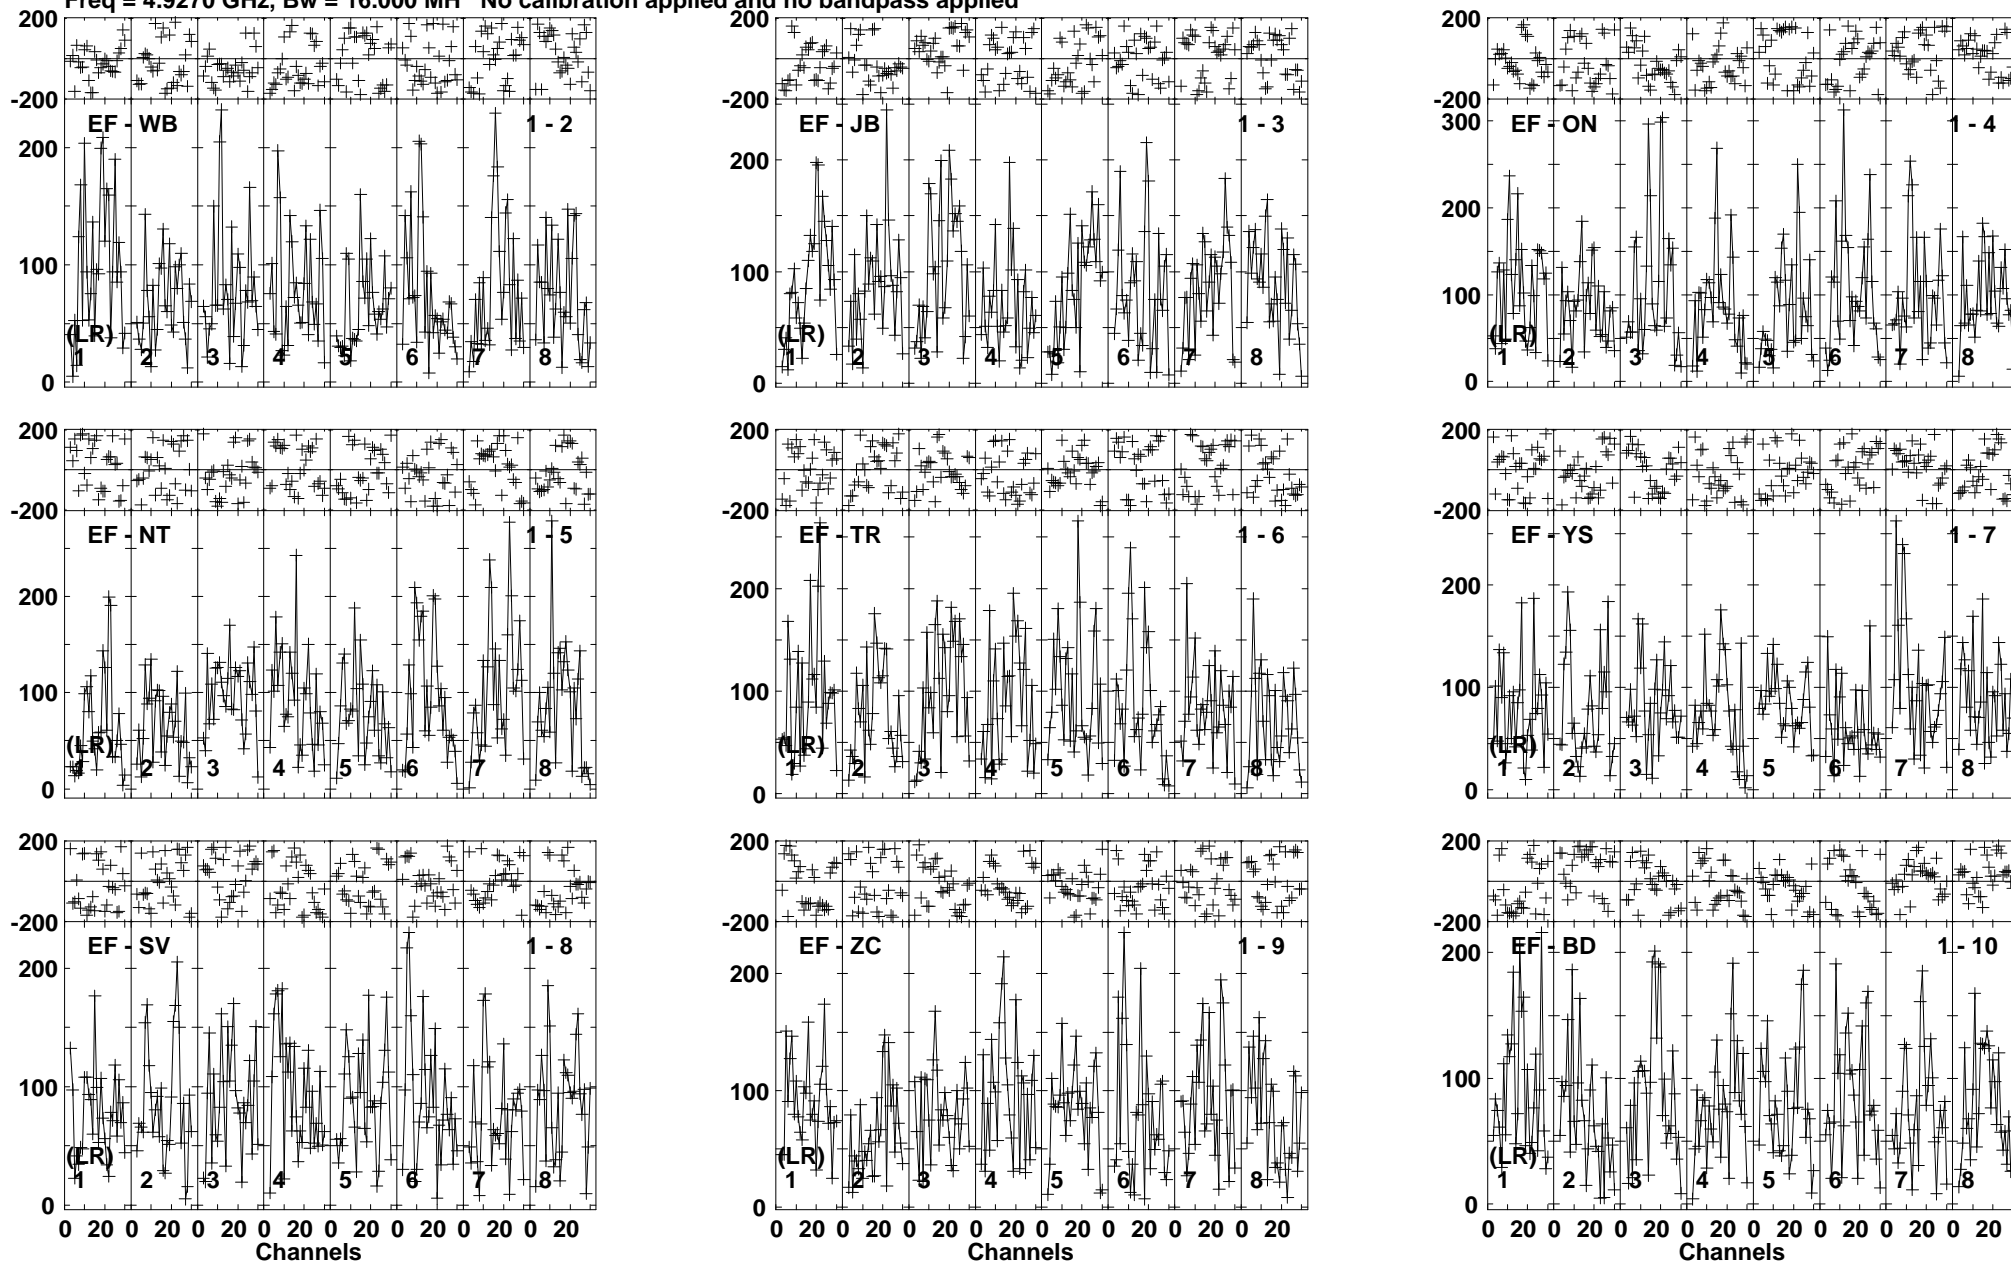 Freq = 4.9270 GHz, Bw = 16.000 MH No calibration applied and no bandpass applied
200
-200
EF - WB 1 - 2
200
100
0
(LR)
1 2 3 4 5 6 7 8
200
-200
EF - JB 1 - 3
200
100
0
(LR)
1 2 3 4 5 6 7 8
200
-200
EF - ON 1 - 4
300
200
100
0
(LR)
1 2 3 4 5 6 7 8
200
-200
EF - NT 1 - 5
200
100
0
(LR)
1 2 3 4 5 6 7 8
200
-200
EF - TR 1 - 6
200
100
0
(LR)
1 2 3 4 5 6 7 8
200
-200
EF - YS 1 - 7
200
100
0
(LR)
1 2 3 4 5 6 7 8
200
-200
EF - SV 1 - 8
200
100
0
(LR)
1 2 3 4 5 6 7 8
0 20 0 20 0 20 0 20 0 20 0 20 0 20 0 20
Channels
200
-200
EF - ZC 1 - 9
200
100
0
(LR)
1 2 3 4 5 6 7 8
0 20 0 20 0 20 0 20 0 20 0 20 0 20 0 20
Channels
200
-200
EF - BD 1 - 10
200
100
0
(LR)
1 2 3 4 5 6 7 8
0 20 0 20 0 20 0 20 0 20 0 20 0 20 0 20
Channels